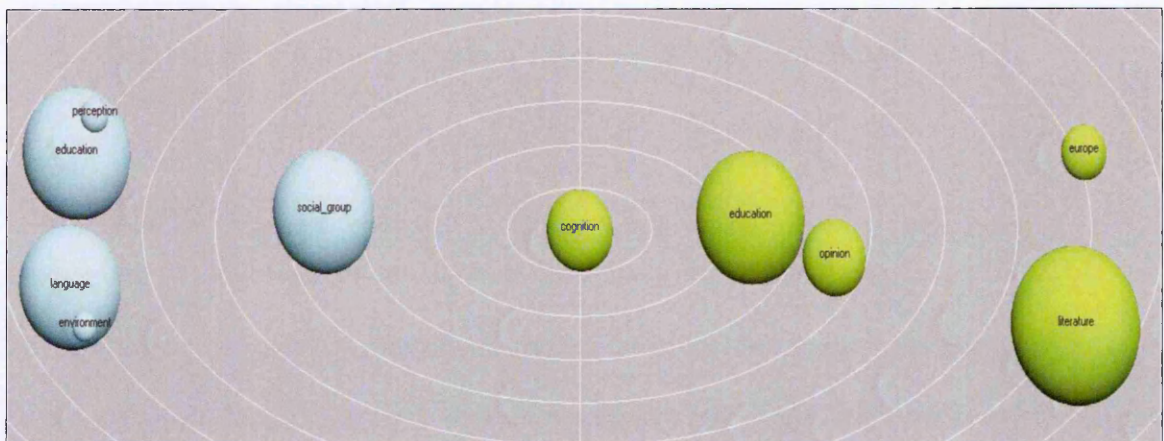 perception
education
language
environment
social_group
cognition
education
opinion
europe
literature